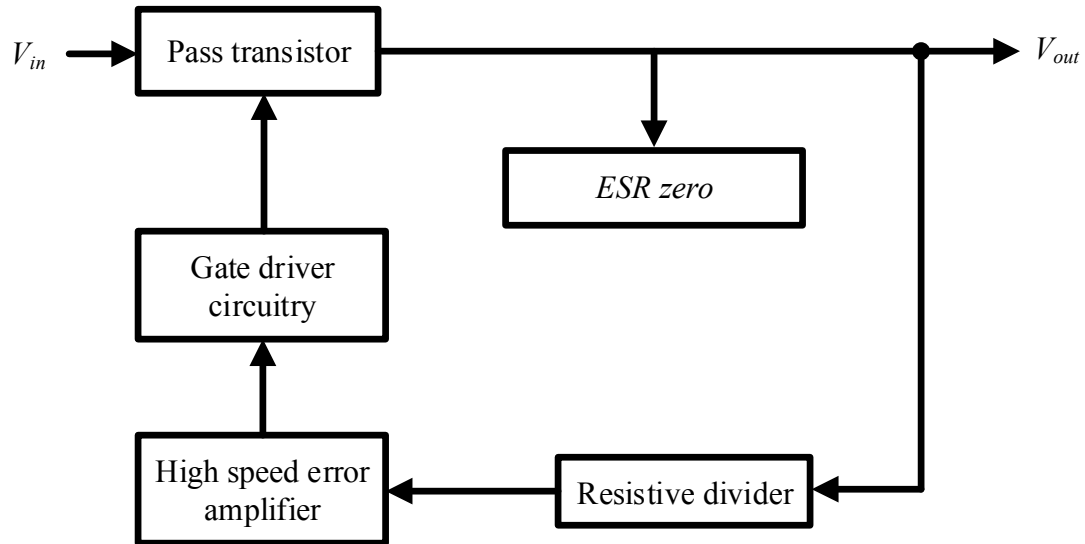 V_in
Pass transistor
V_out
ESR zero
Gate driver
circuitry
High speed error
amplifier
Resistive divider